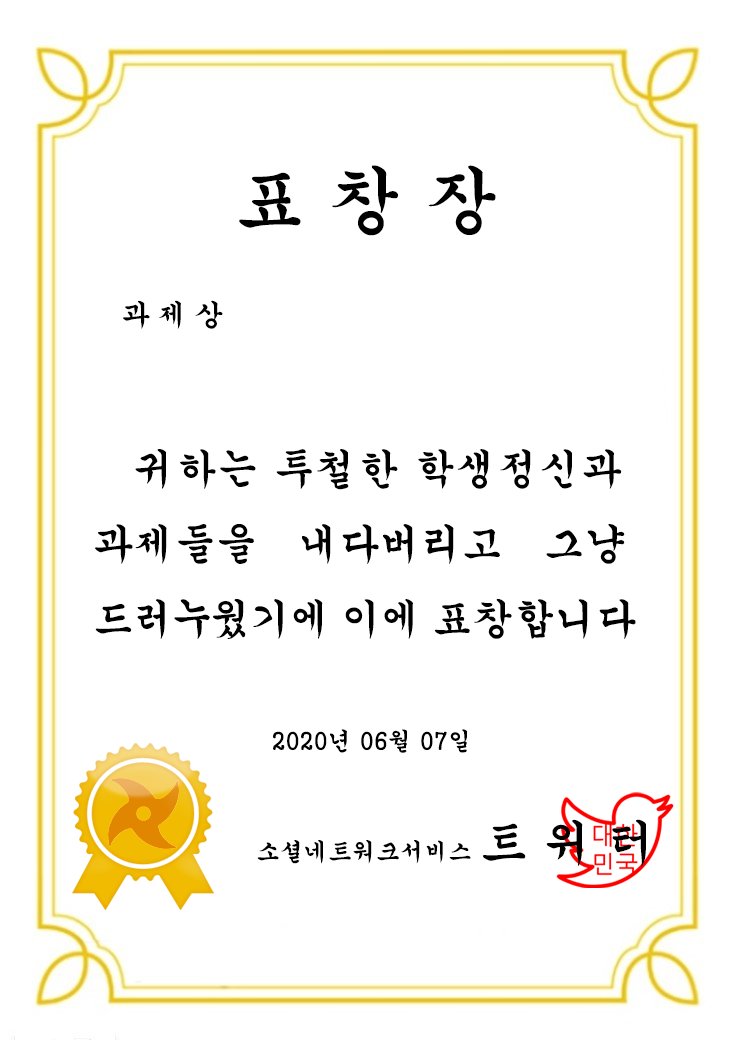 표 창 장
과 제 상
귀하는 투철한 학생정신과
과제들을 내다버리고 그냥
드러누웠기에 이에 표창합니다
2020년 06월 07일
소셜네트워크서비스 트 위 터
대한
민국